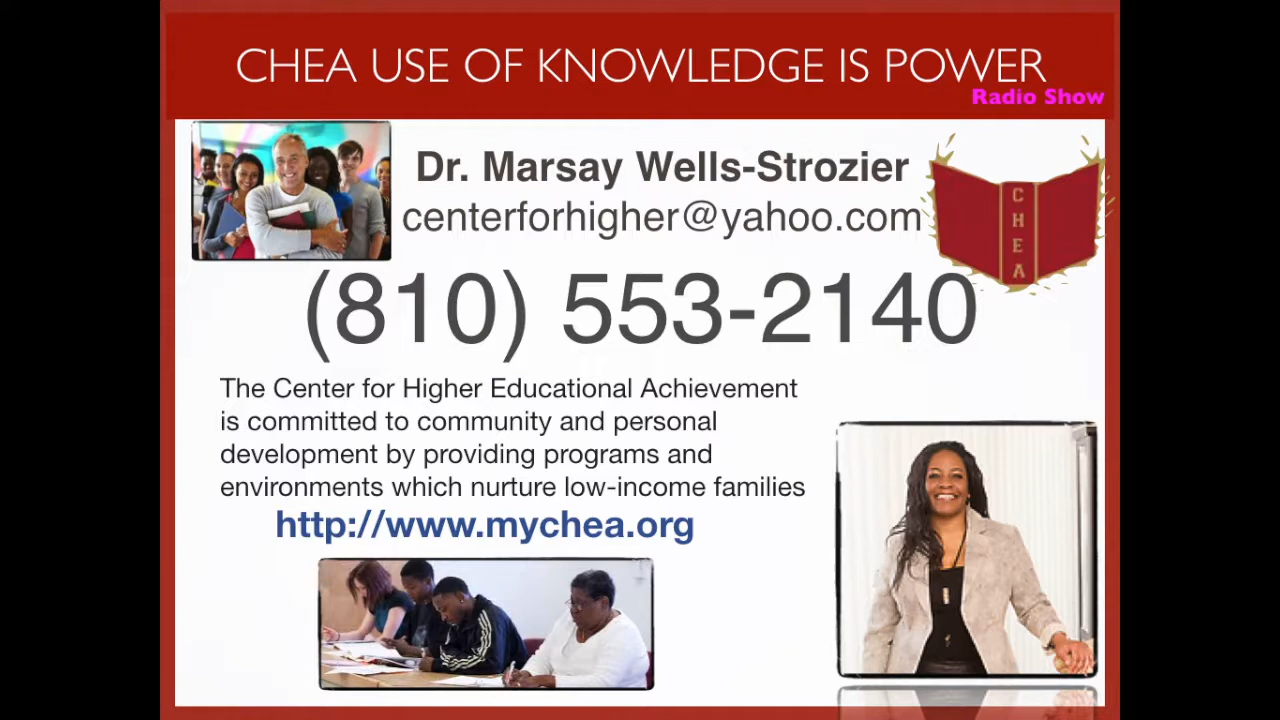 CHEA USE OF KNOWLEDGE IS POWER
Radio Show
Dr. Marsay Wells-Strozier
centerforhigher@yahoo.com
CHEA
(810) 553-2140
The Center for Higher Educational Achievement
is committed to community and personal
development by providing programs and
environments which nurture low-income families
http://www.mychea.org